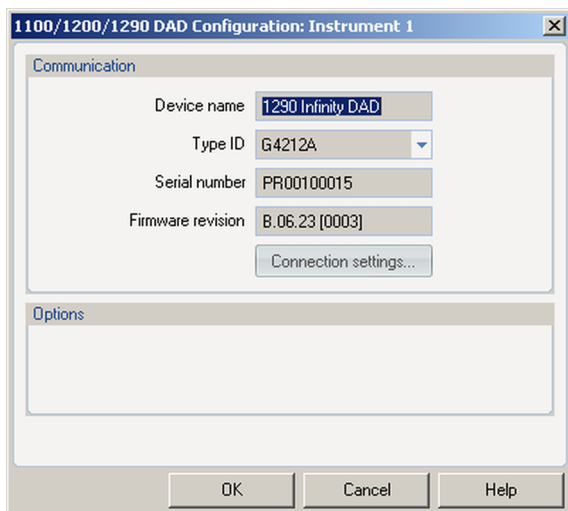 1100/1200/1290 DAD Configuration: Instrument 1
Communication
Device name 1290 Infinity DAD
Type ID G4212A
Serial number PR00100015
Firmware revision B.06.23 [0003]
Connection settings...
Options
OK Cancel Help